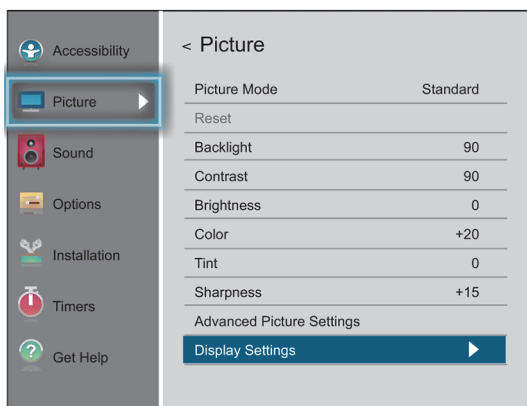 Accessibility
Picture
Sound
Options
Installation
Timers
Get Help
< Picture
Picture Mode Standard
Reset
Backlight 90
Contrast 90
Brightness 0
Color +20
Tint 0
Sharpness +15
Advanced Picture Settings
Display Settings